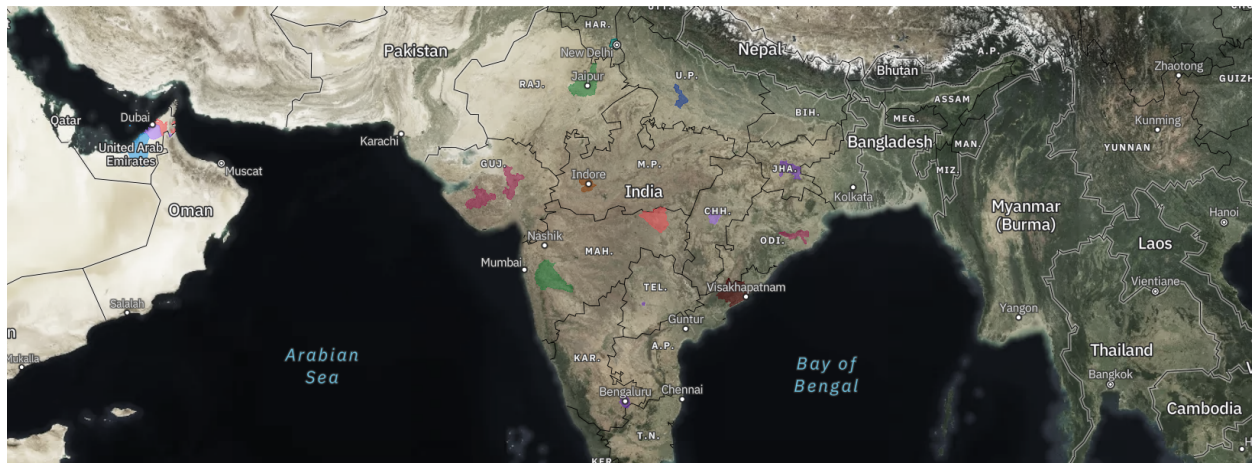 HAR.
UTT.
A.P.
Pakistan
New Delhi
Nepal
Zhaotong
Bhutan
U.P.
Jaipur
RAJ.
GUIZH
ASSAM
Qatar
Dubai
BIH.
MEG.
Kunming
Karachi
Bangladesh
MAN.
YUNNAN
United Arab
Emirates
Muscat
GUJ.
M.P.
JHA.
MIZ.
Indore
India
Kolkata
Oman
Myanmar
(Burma)
CHH.
Hanoi
Nashik
ODI.
Laos
MAH.
Mumbai
TEL.
Visakhapatnam
Vientiane
Salalah
Guntur
Yangon
n
A.P.
Arabian
Sea
KAR.
Bay of
Bengal
Thailand
Mukalla
Bangkok
Bengaluru
Chennai
Cambodia
T.N.
KER.